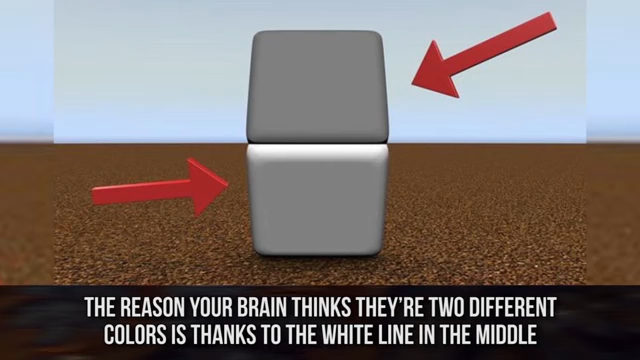 THE REASON YOUR BRAIN THINKS THEY'RE TWO DIFFERENT
COLORS IS THANKS TO THE WHITE LINE IN THE MIDDLE